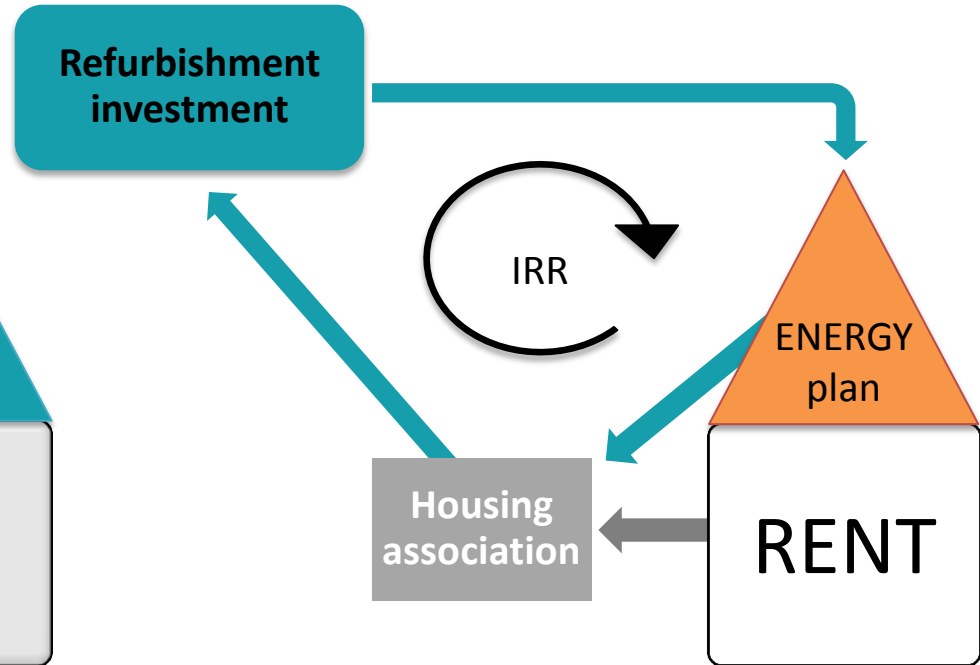 Refurbishment
investment
IRR
ENERGY
plan
Housing
association
RENT